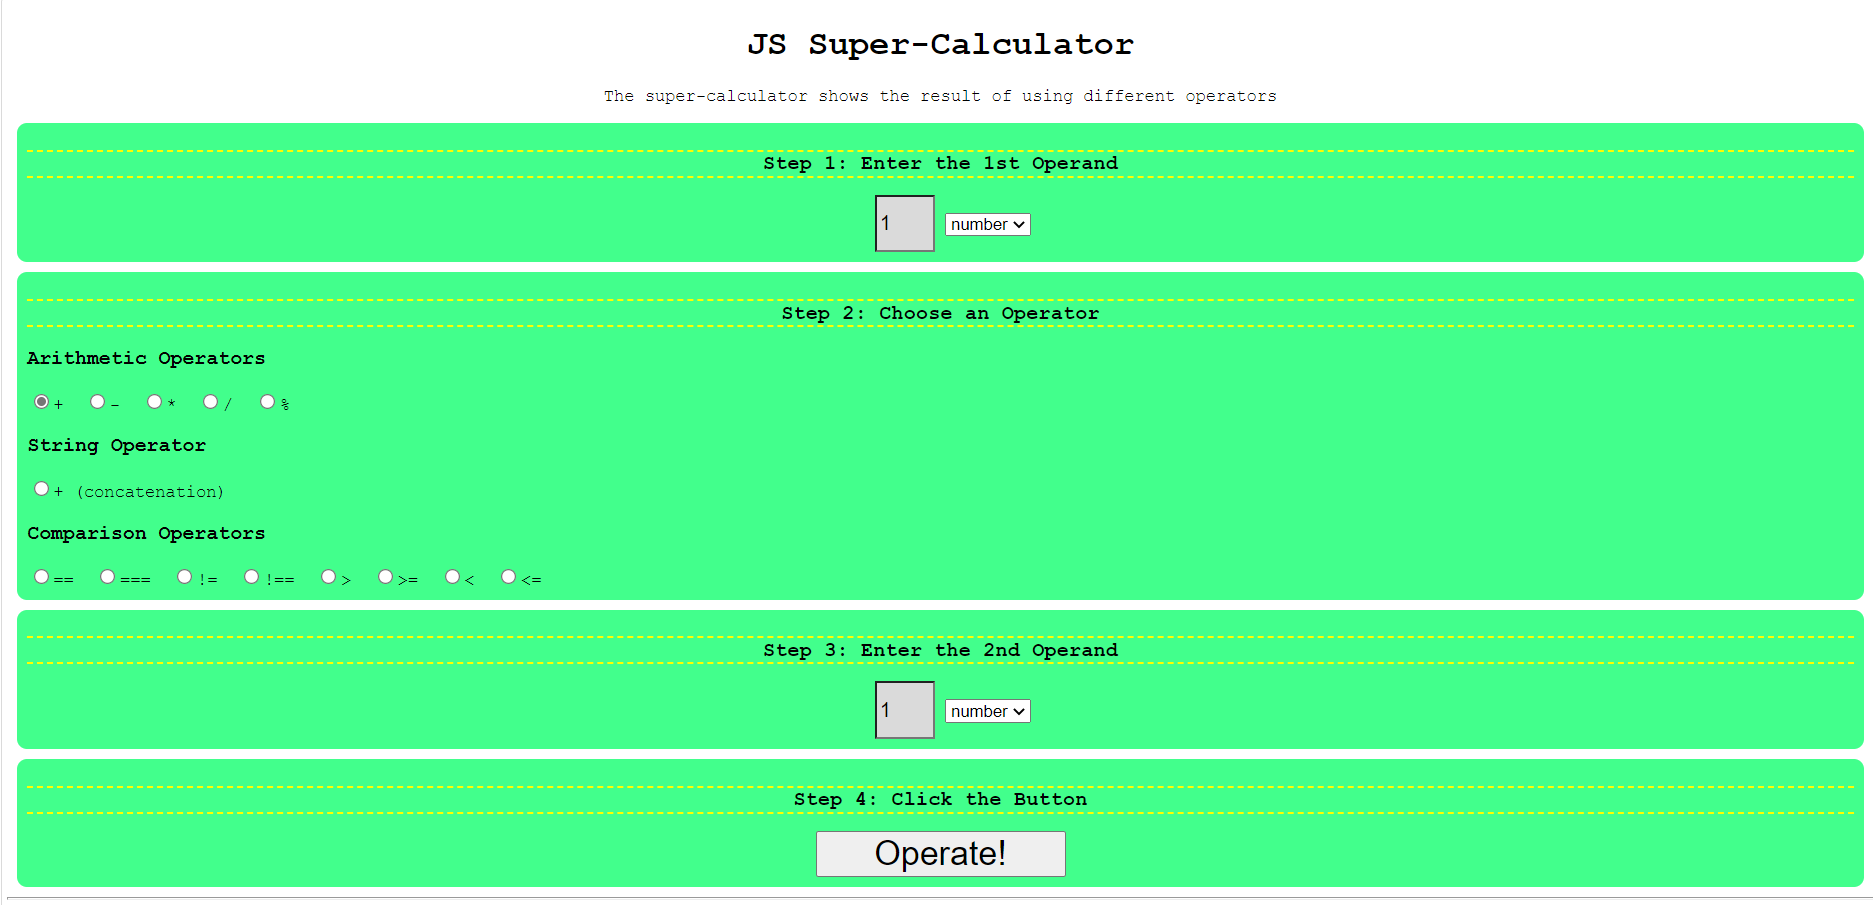 JS Super-Calculator
The super-calculator shows the result of using different operators
Step 1: Enter the 1st Operand
1 number
Step 2: Choose an Operator
Arithmetic Operators
+ - * / %
String Operator
+ (concatenation)
Comparison Operators
== === != !== > >= < <=
Step 3: Enter the 2nd Operand
1 number
Step 4: Click the Button
Operate!